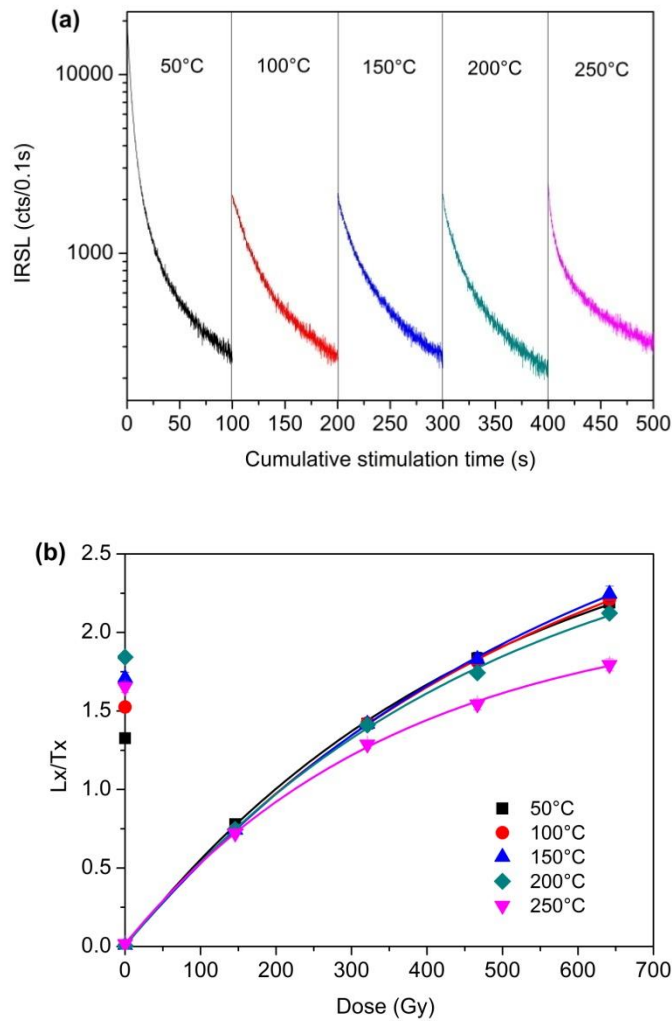 (a)
10000
1000
50°C 100°C 150°C 200°C 250°C
IRSL (cts/0.1s)
0 50 100 150 200 250 300 350 400 450 500
Cumulative stimulation time (s)
(b)
2.5
2.0
1.5
1.0
0.5
0.0
Lx/Tx
50°C
100°C
150°C
200°C
250°C
0 100 200 300 400 500 600 700
Dose (Gy)